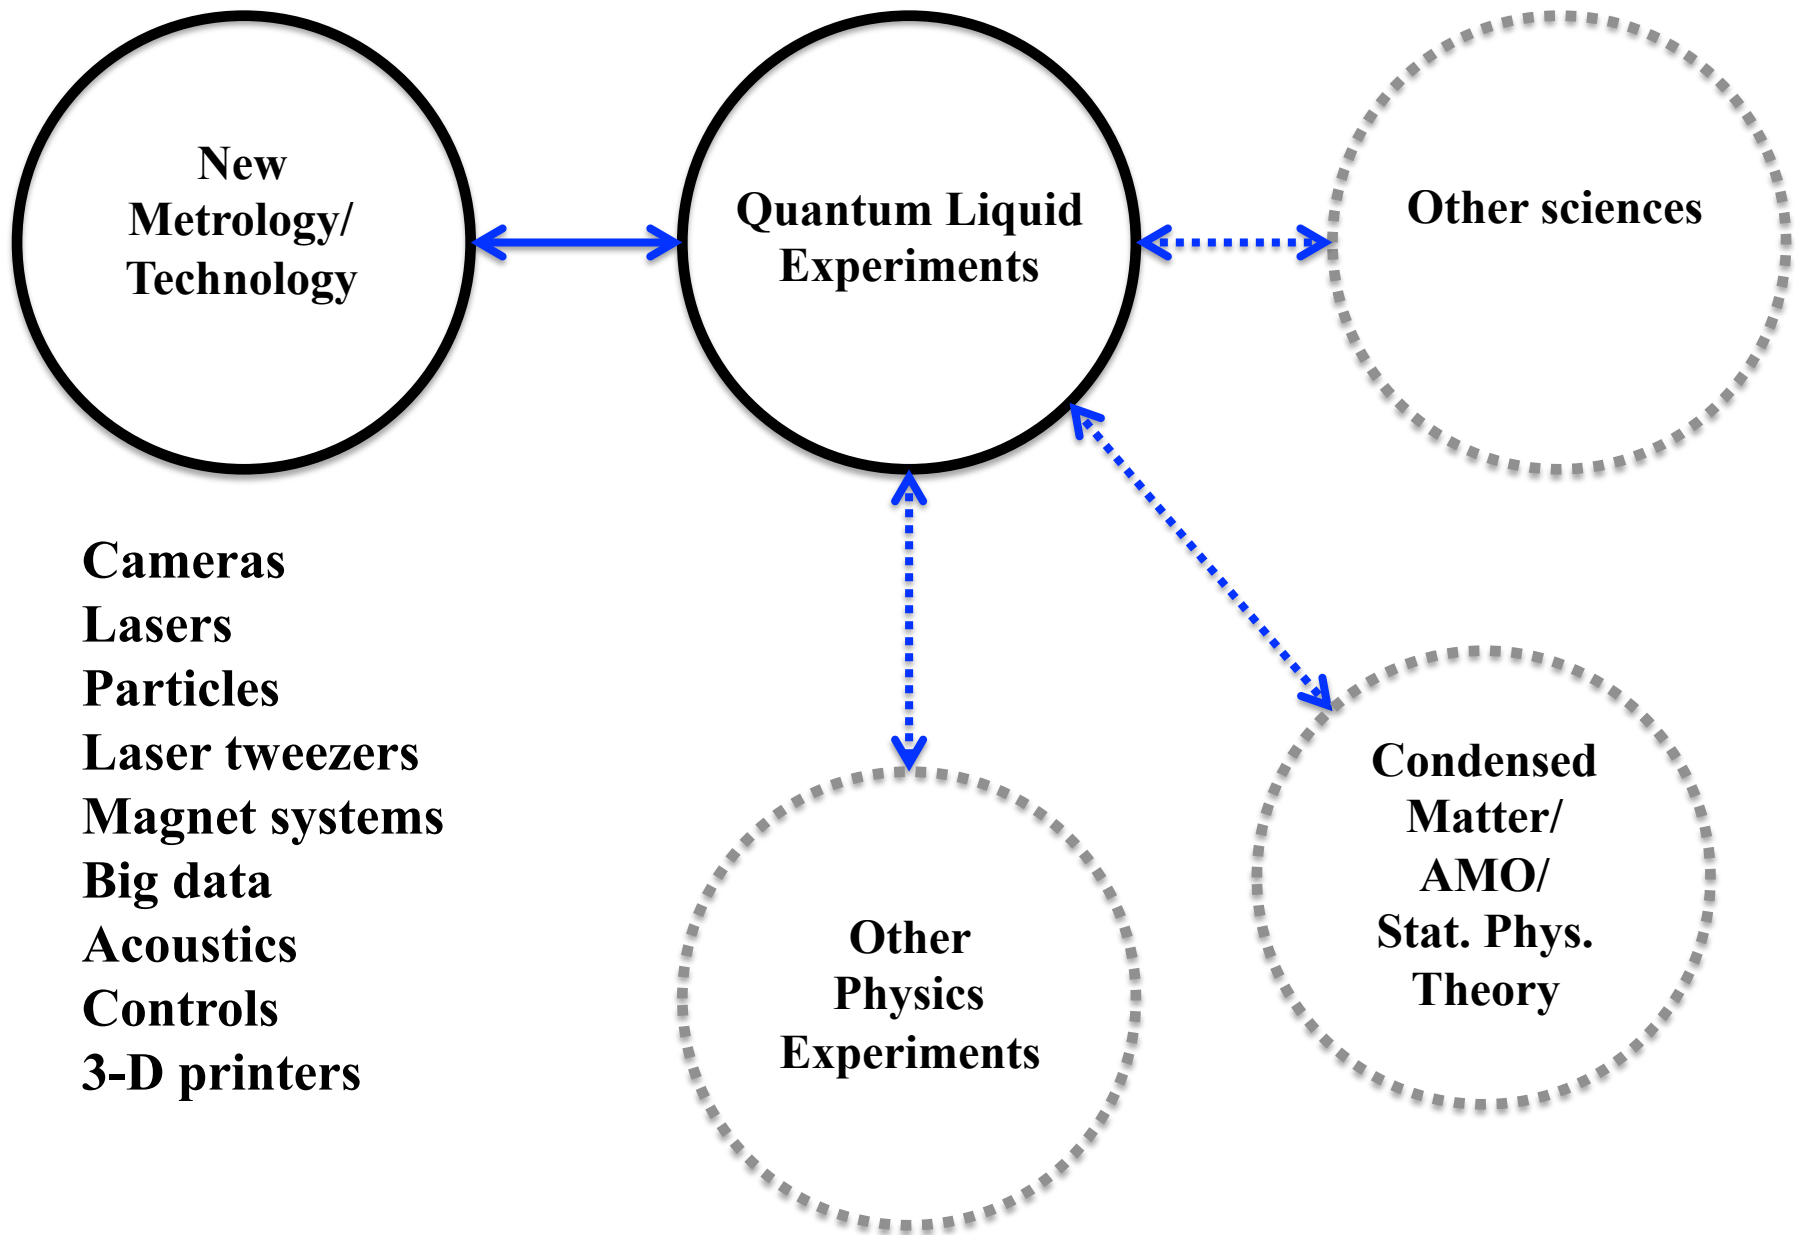 New
Metrology/
Technology
Quantum Liquid
Experiments
Other sciences
Cameras
Lasers
Particles
Laser tweezers
Magnet systems
Big data
Acoustics
Controls
3-D printers
Other
Physics
Experiments
Condensed
Matter/
AMO/
Stat. Phys.
Theory